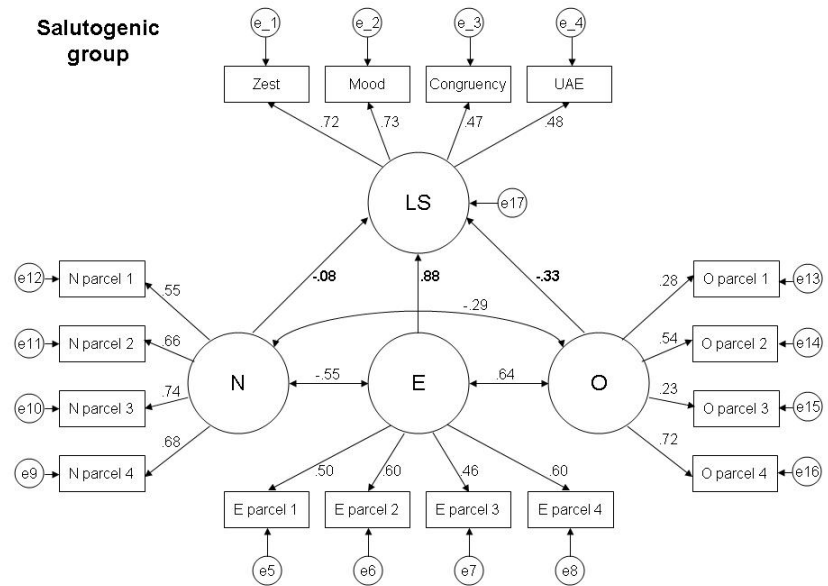 Salutogenic
group
e_1 e_2 e_3 e_4
Zest Mood Congruency UAE
.72 .73 .47 .48
LS e17
e12 N parcel 1 .55
-.08 .88 -.33
.28 O parcel 1 e13
-.29
e11 N parcel 2 .66
.54 O parcel 2 e14
N -.55 E .64 O
e10 N parcel 3 .74
.23 O parcel 3 e15
e9 N parcel 4 .68
.72 O parcel 4 e16
.50 .60 .46 .60
E parcel 1 E parcel 2 E parcel 3 E parcel 4
e5 e6 e7 e8